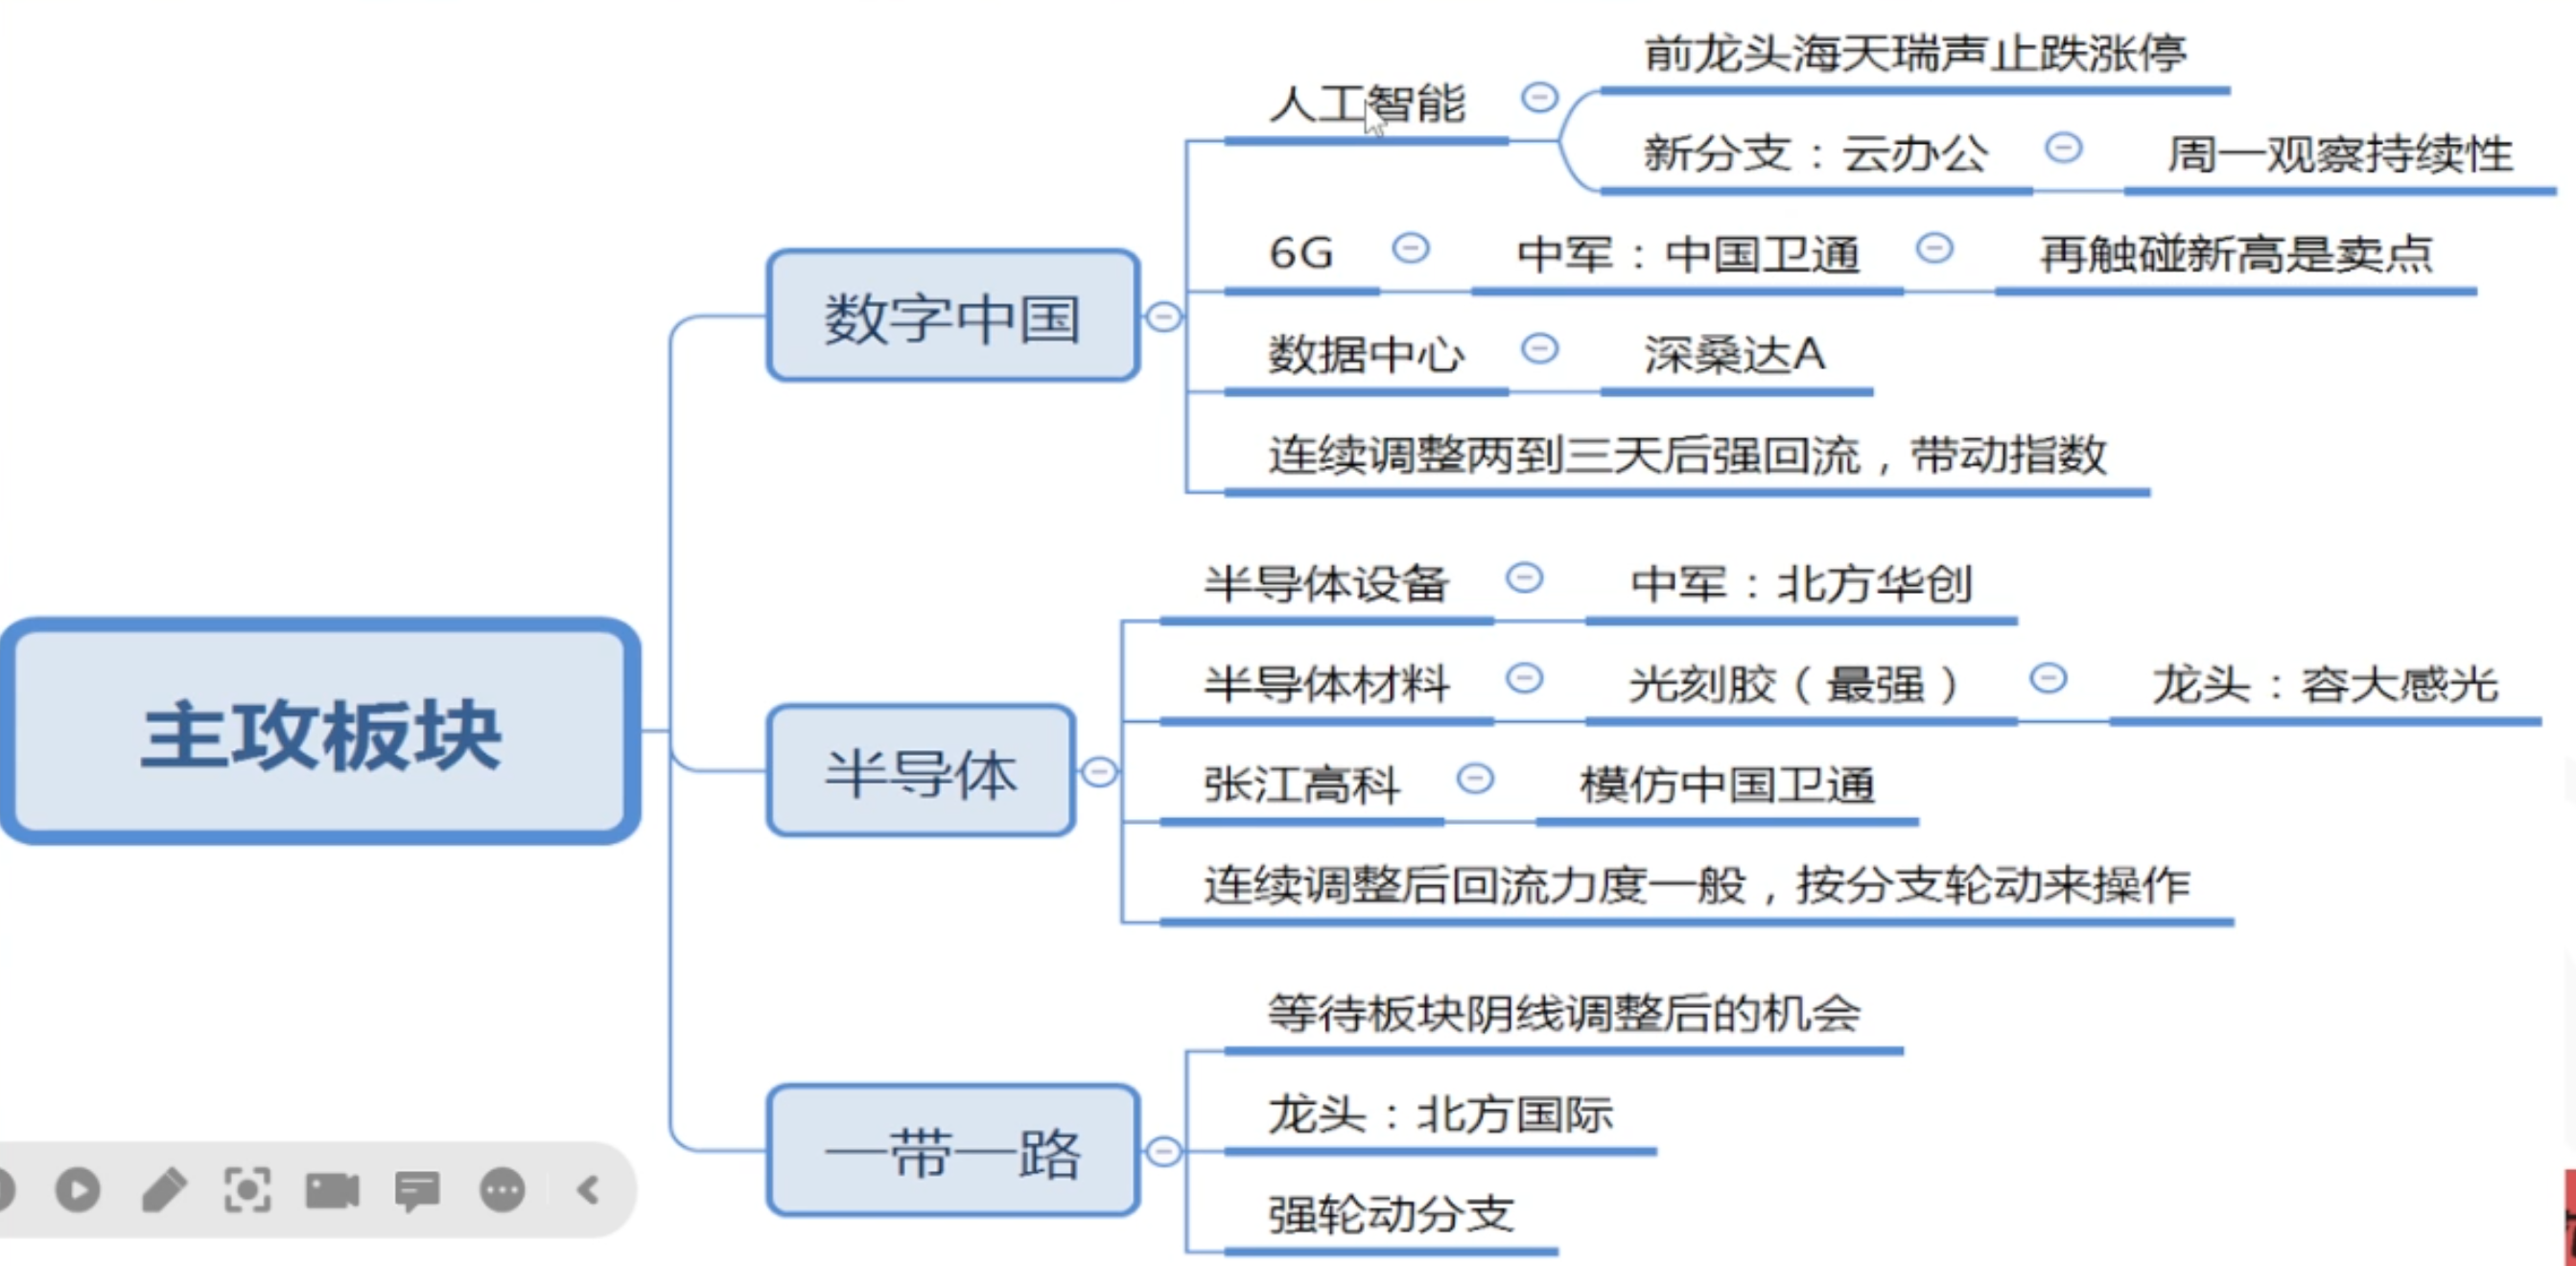 主攻板块
数字中国
人工智能
前龙头海天瑞声止跌涨停
新分支：云办公
周一观察持续性
6G
中军：中国卫通
再触碰新高是卖点
数据中心
深桑达A
连续调整两到三天后强回流，带动指数
半导体
半导体设备
中军：北方华创
半导体材料
光刻胶（最强）
龙头：容大感光
张江高科
模仿中国卫通
连续调整后回流力度一般，按分支轮动来操作
一带一路
等待板块阴线调整后的机会
龙头：北方国际
强轮动分支